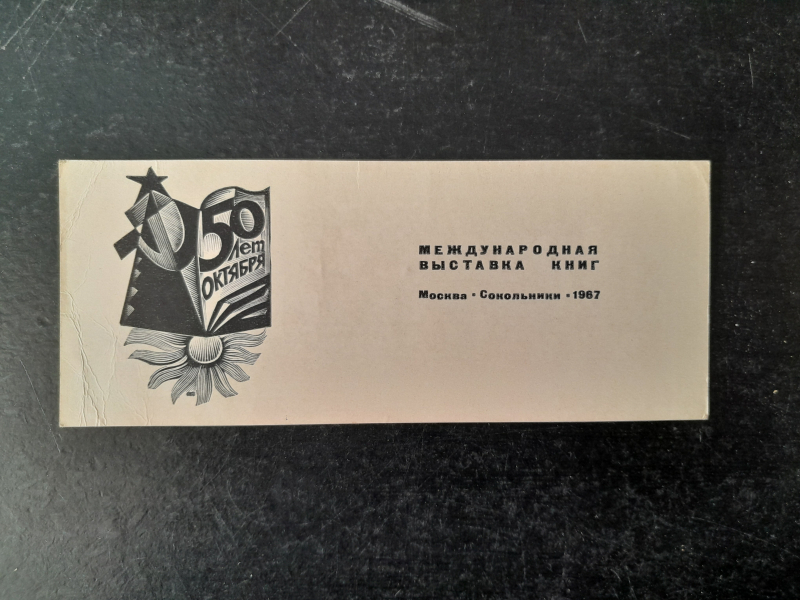 50
лет
ОКТЯБРЯ
МЕЖДУНАРОДНАЯ
ВЫСТАВКА КНИГ
Москва • Сокольники • 1967